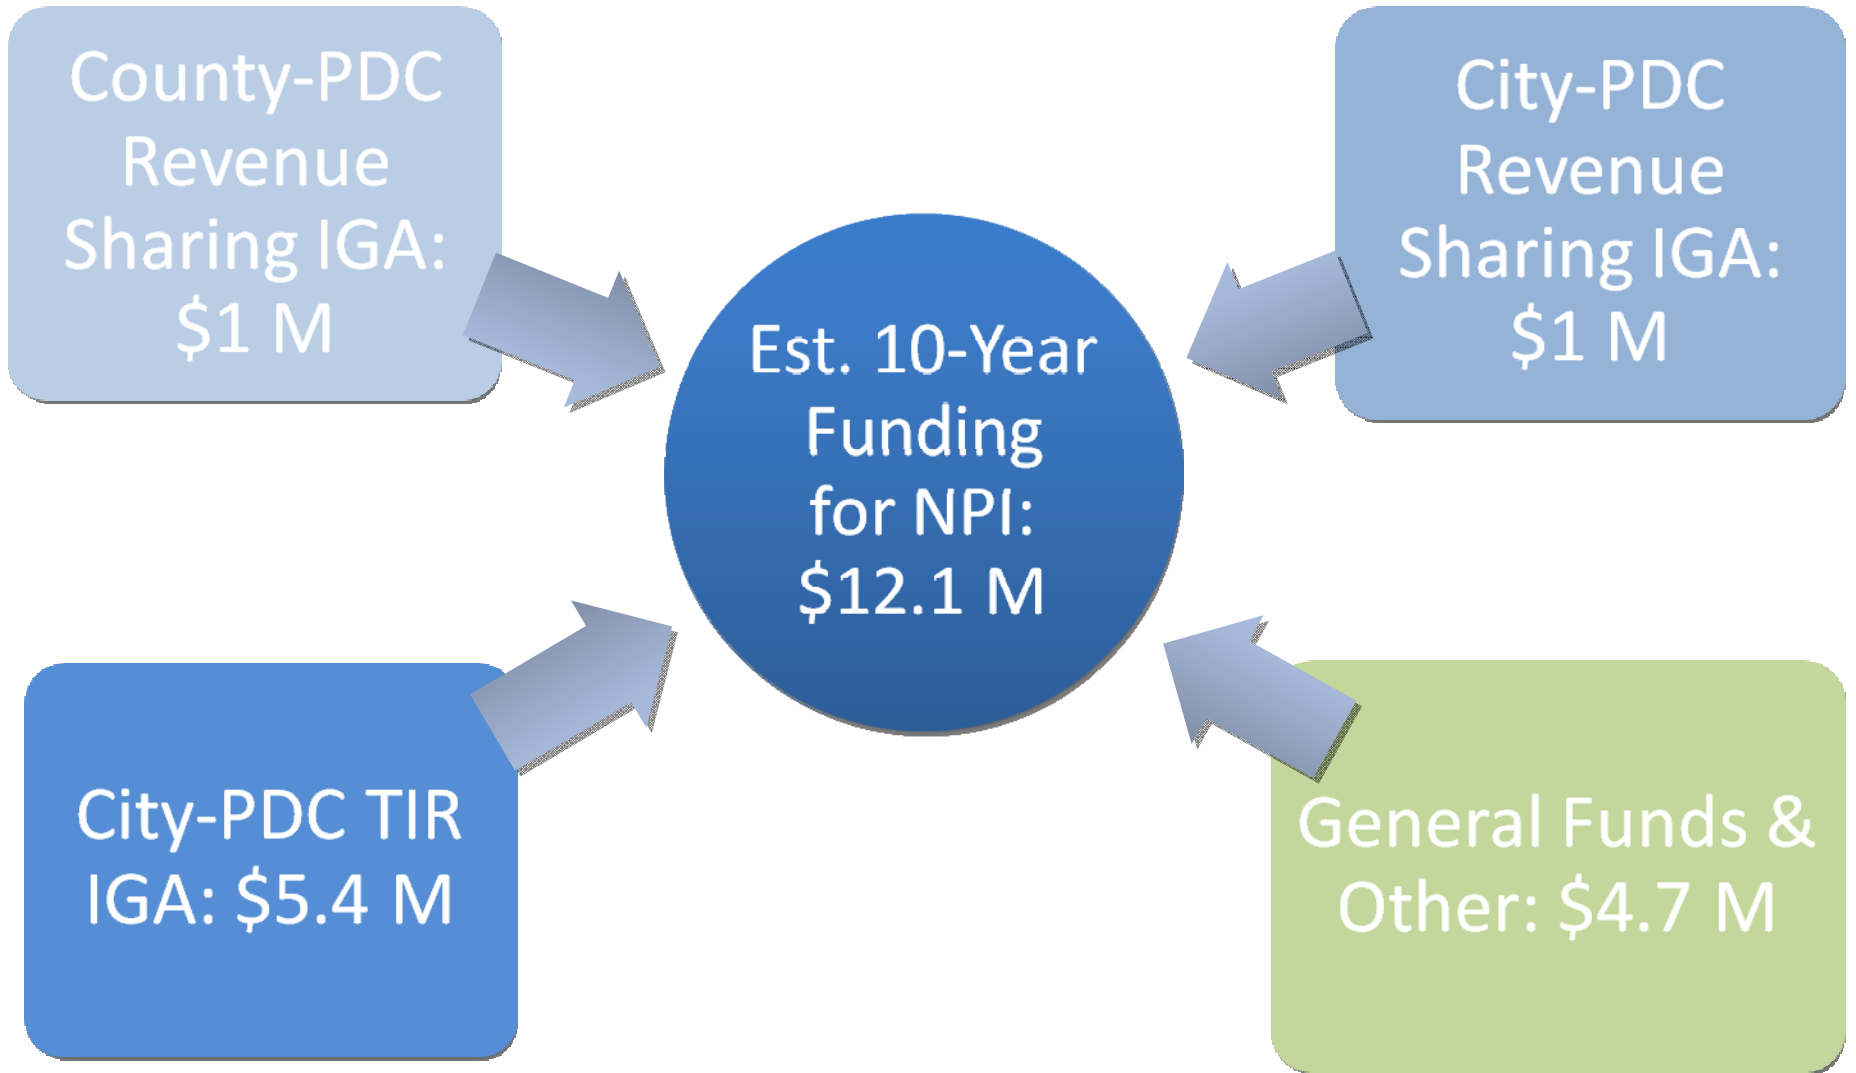 County-PDC
Revenue
Sharing IGA:
$1 M
City-PDC
Revenue
Sharing IGA:
$1 M
Est. 10-Year
Funding
for NPI:
$12.1 M
City-PDC TIR
IGA: $5.4 M
General Funds &
Other: $4.7 M